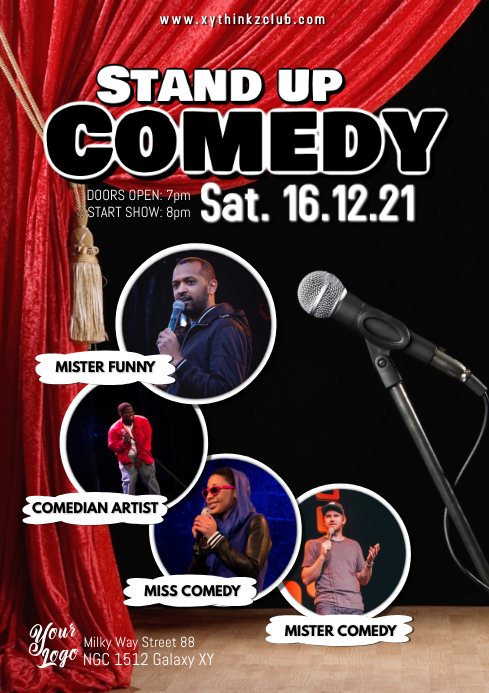 www.xythinkzclub.com
STAND UP
COMEDY
DOORS OPEN: 7pm
START SHOW: 8pm
Sat. 16.12.21
MISTER FUNNY
COMEDIAN ARTIST
MISS COMEDY
MISTER COMEDY
Your
Logo
Milky Way Street 88
NGC 1512 Galaxy XY